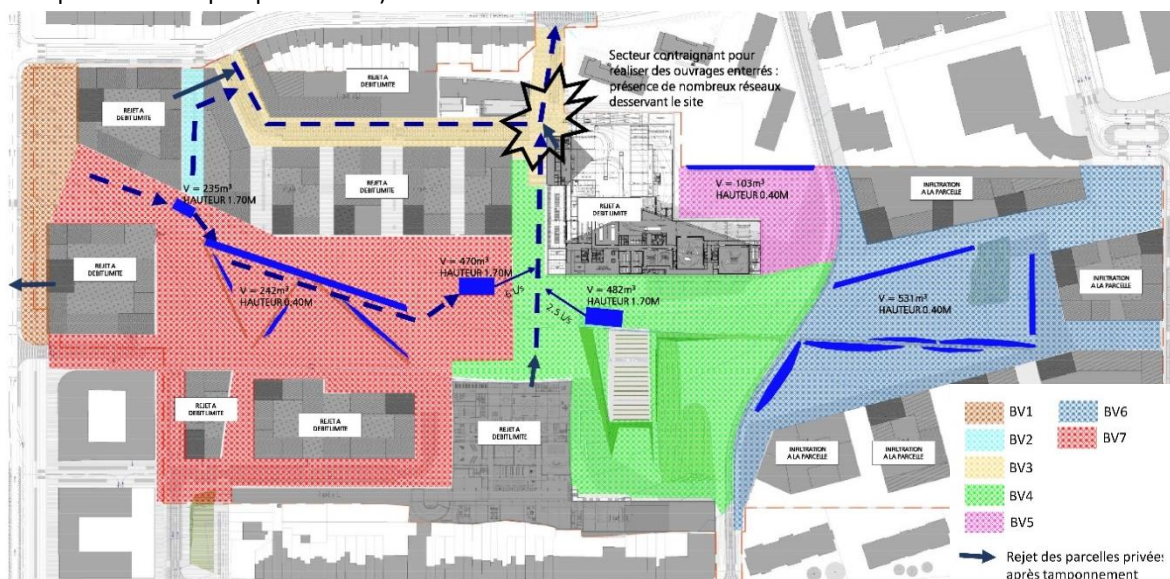 Secteur contraignant pour
réaliser des ouvrages enterrés :
présence de nombreux réseaux
desservant le site
REJET A
DEBIT LIMITE
REJET A
DEBIT LIMITE
REJET A
DEBIT LIMITE
REJET A
DEBIT LIMITE
V = 235m³
HAUTEUR 1.70M
V = 103m³
HAUTEUR 0.40M
INFILTRATION
A LA PARCELLE
REJET A
DEBIT LIMITE
V = 242m³
HAUTEUR 0.40M
V = 470m³
HAUTEUR 1.70M
6 L/s
2.5 L/s
V = 482m³
HAUTEUR 1.70M
V = 531m³
HAUTEUR 0.40M
INFILTRATION
A LA PARCELLE
REJET A
DEBIT LIMITE
REJET A
DEBIT LIMITE
REJET A
DEBIT LIMITE
INFILTRATION
A LA PARCELLE
INFILTRATION
A LA PARCELLE
BV1
BV2
BV3
BV4
BV5
BV6
BV7
Rejet des parcelles privées
après tamponnement